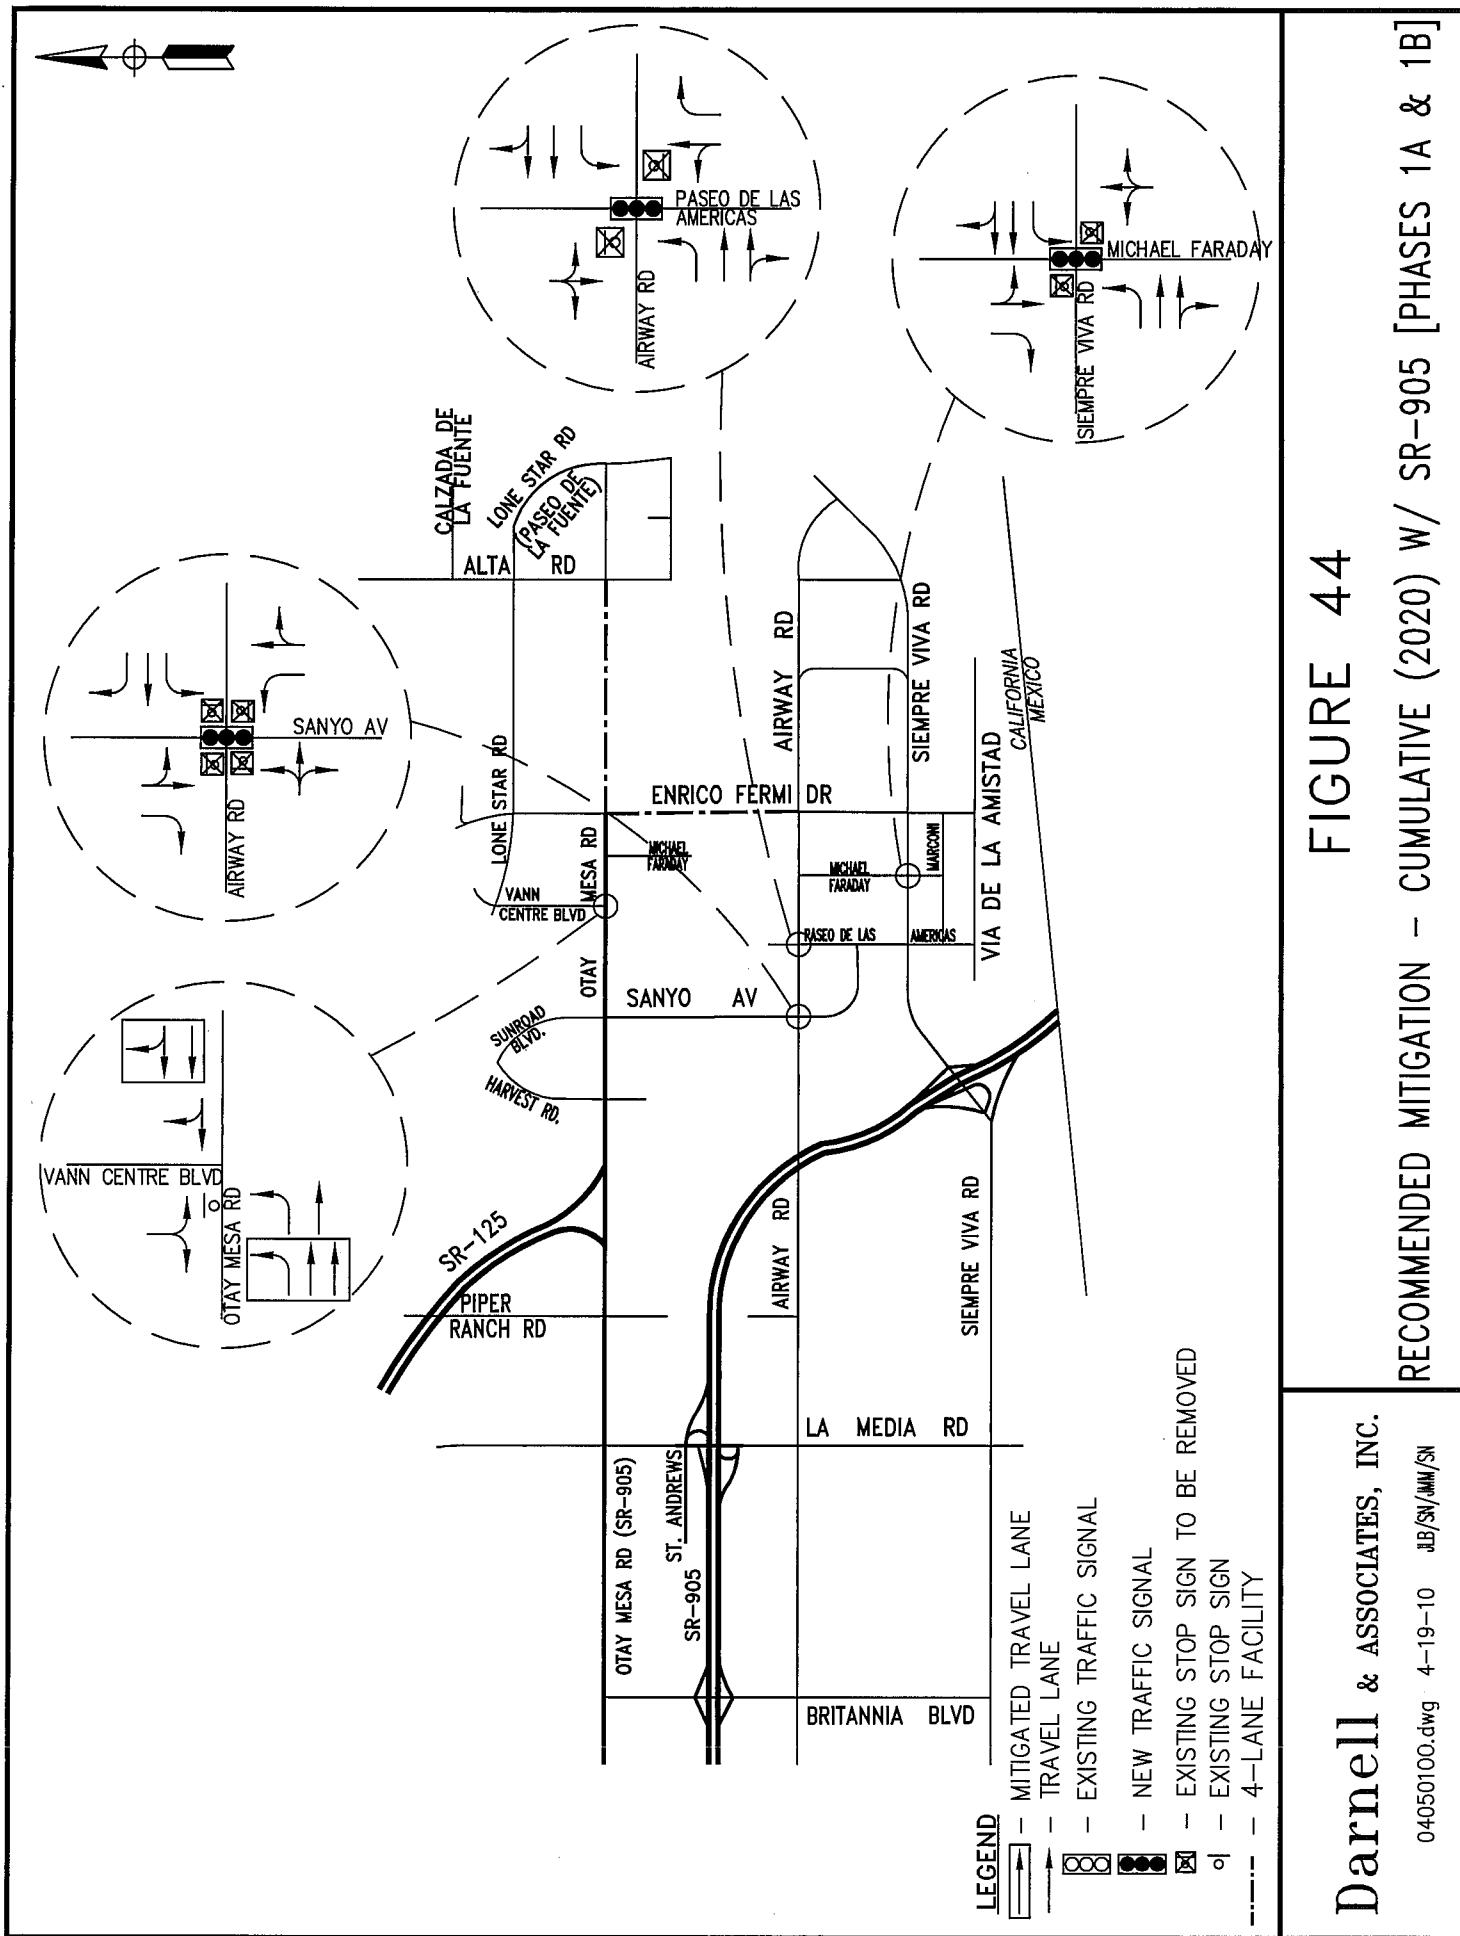 VANN CENTRE BLVD
OTAY MESA RD
AIRWAY RD
SANYO AV
AIRWAY RD
PASEO DE LAS
AMERICAS
SIEMPRE VIVA RD
MICHAEL FARADAY
CALZADA DE
LA FUENTE
LONE STAR RD
(PASEO DE
LA FUENTE)
ALTA RD
LONE STAR RD
VANN
CENTRE BLVD
OTAY MESA RD
MICHAEL
FARADAY
ENRICO FERMI DR
SUNROAD
BLVD.
HARVEST RD.
SANYO AV
AIRWAY RD
SIEMPRE VIVA RD
MICHAEL
FARADAY
MARCONI
PASEO DE LAS AMERICAS
VIA DE LA AMISTAD
CALIFORNIA
MEXICO
SR-125
PIPER
RANCH RD
AIRWAY RD
SIEMPRE VIVA RD
OTAY MESA RD (SR-905)
ST. ANDREWS
SR-905
LA MEDIA RD
BRITANNIA BLVD
LEGEND
- MITIGATED TRAVEL LANE
- TRAVEL LANE
- EXISTING TRAFFIC SIGNAL
- NEW TRAFFIC SIGNAL
- EXISTING STOP SIGN TO BE REMOVED
- EXISTING STOP SIGN
- 4-LANE FACILITY
Darnell & ASSOCIATES, INC.
04050100.dwg 4-19-10 JLB/SN/JMM/SN
FIGURE 44
RECOMMENDED MITIGATION - CUMULATIVE (2020) W/ SR-905 [PHASES 1A & 1B]